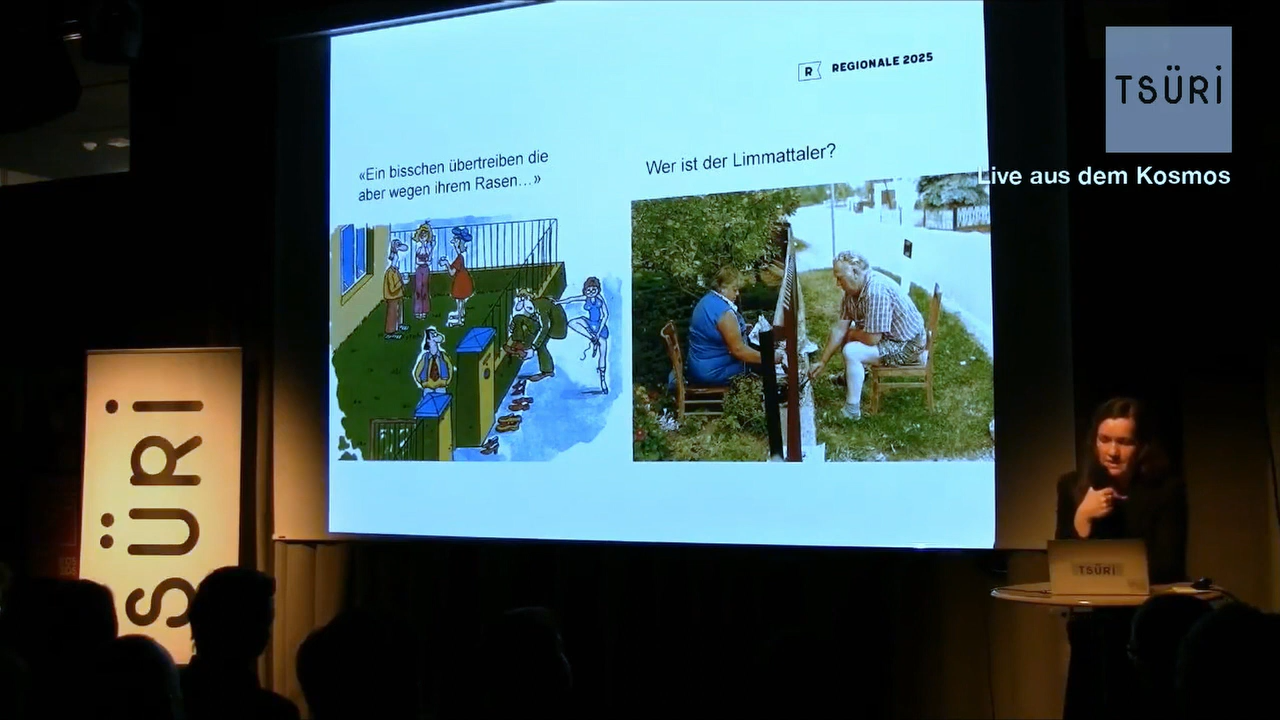 R REGIONALE 2025
TSÜRI
Live aus dem Kosmos
«Ein bisschen übertreiben die
aber wegen ihrem Rasen...»
Wer ist der Limmattaler?
SÜRI
TSÜRI